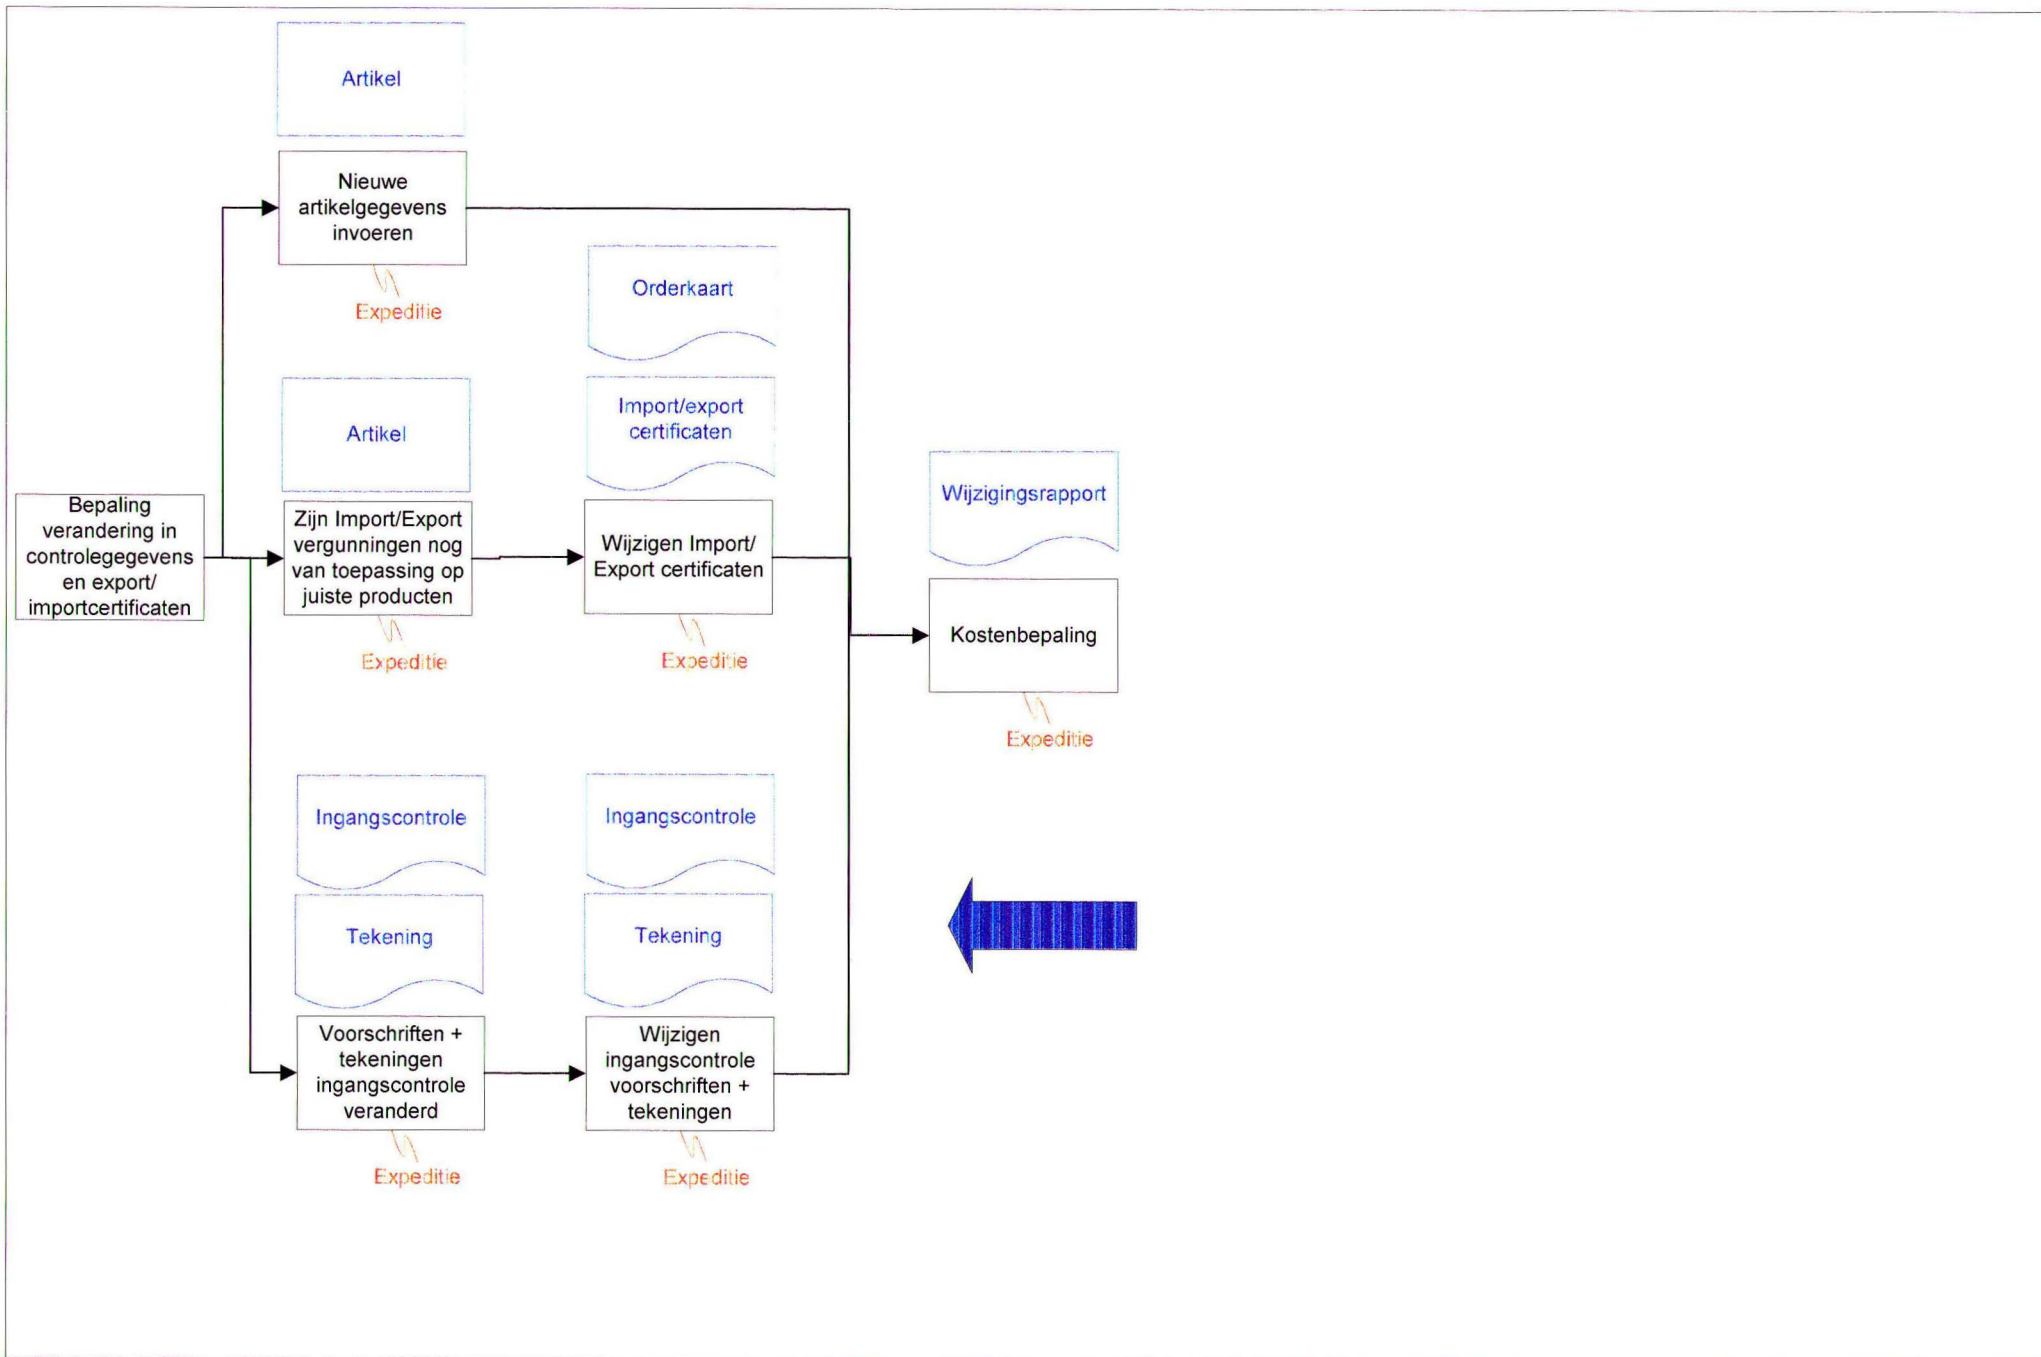 Artikel
Nieuwe
artikelgegevens
invoeren
Expeditie
Orderkaart
Artikel
Import/export
certificaten
Wijzigingsrapport
Bepaling
verandering in
controlegegevens
en export/
importcertificaten
Zijn Import/Export
vergunningen nog
van toepassing op
juiste producten
Wijzigen Import/
Export certificaten
Kostenbepaling
Expeditie
Expeditie
Expeditie
Ingangscontrole
Ingangscontrole
Tekening
Tekening
Voorschriften +
tekeningen
ingangscontrole
veranderd
Wijzigen
ingangscontrole
voorschriften +
tekeningen
Expeditie
Expeditie